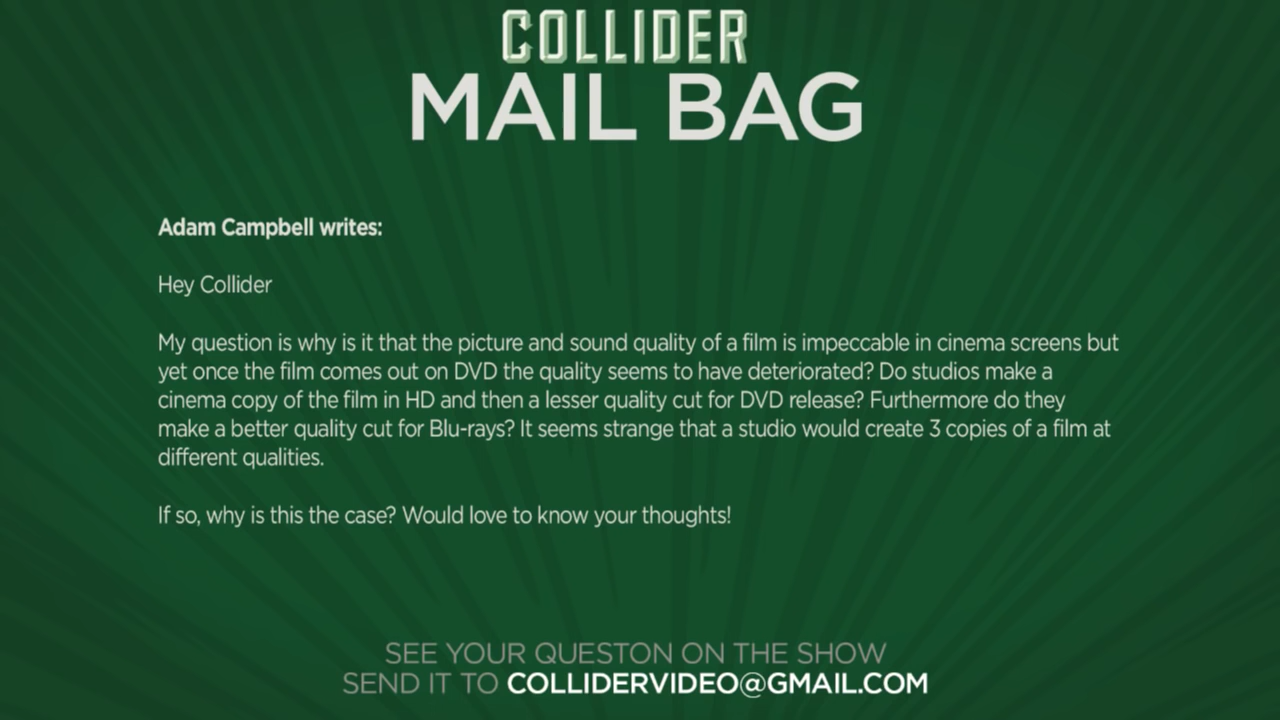 COLLIDER
MAIL BAG
Adam Campbell writes:
Hey Collider
My question is why is it that the picture and sound quality of a film is impeccable in cinema screens but
yet once the film comes out on DVD the quality seems to have deteriorated? Do studios make a
cinema copy of the film in HD and then a lesser quality cut for DVD release? Furthermore do they
make a better quality cut for Blu-rays? It seems strange that a studio would create 3 copies of a film at
different qualities.
If so, why is this the case? Would love to know your thoughts!
SEE YOUR QUESTON ON THE SHOW
SEND IT TO COLLIDERVIDEO@GMAIL.COM